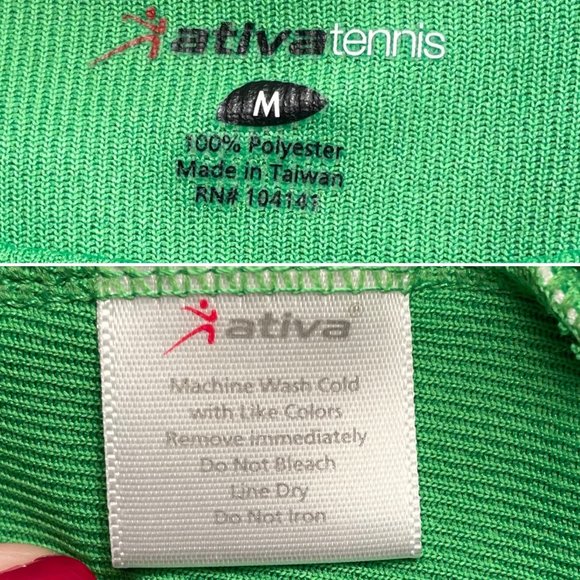 ativatennis
M
100% Polyester
Made in Taiwan
RN# 104141
ativa®
Machine Wash Cold
with Like Colors
Remove immediately
Do Not Bleach
Line Dry
Do Not Iron